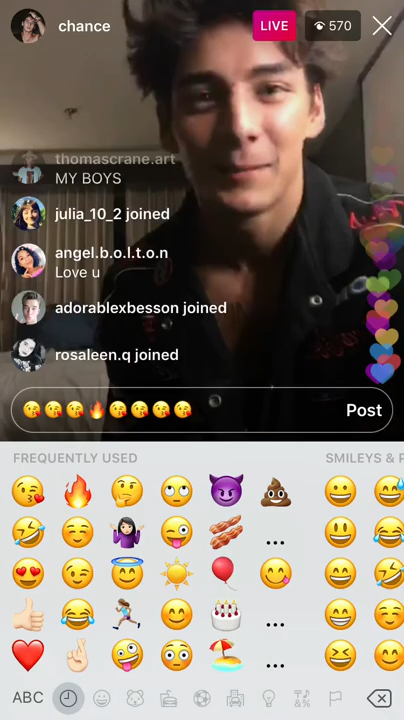 chance
LIVE
570
thomascrane.art
MY BOYS
julia_10_2 joined
angel.b.o.l.t.o.n
Love u
adorablexbesson joined
rosaleen.q joined
Post
FREQUENTLY USED
SMILEYS & P
ABC